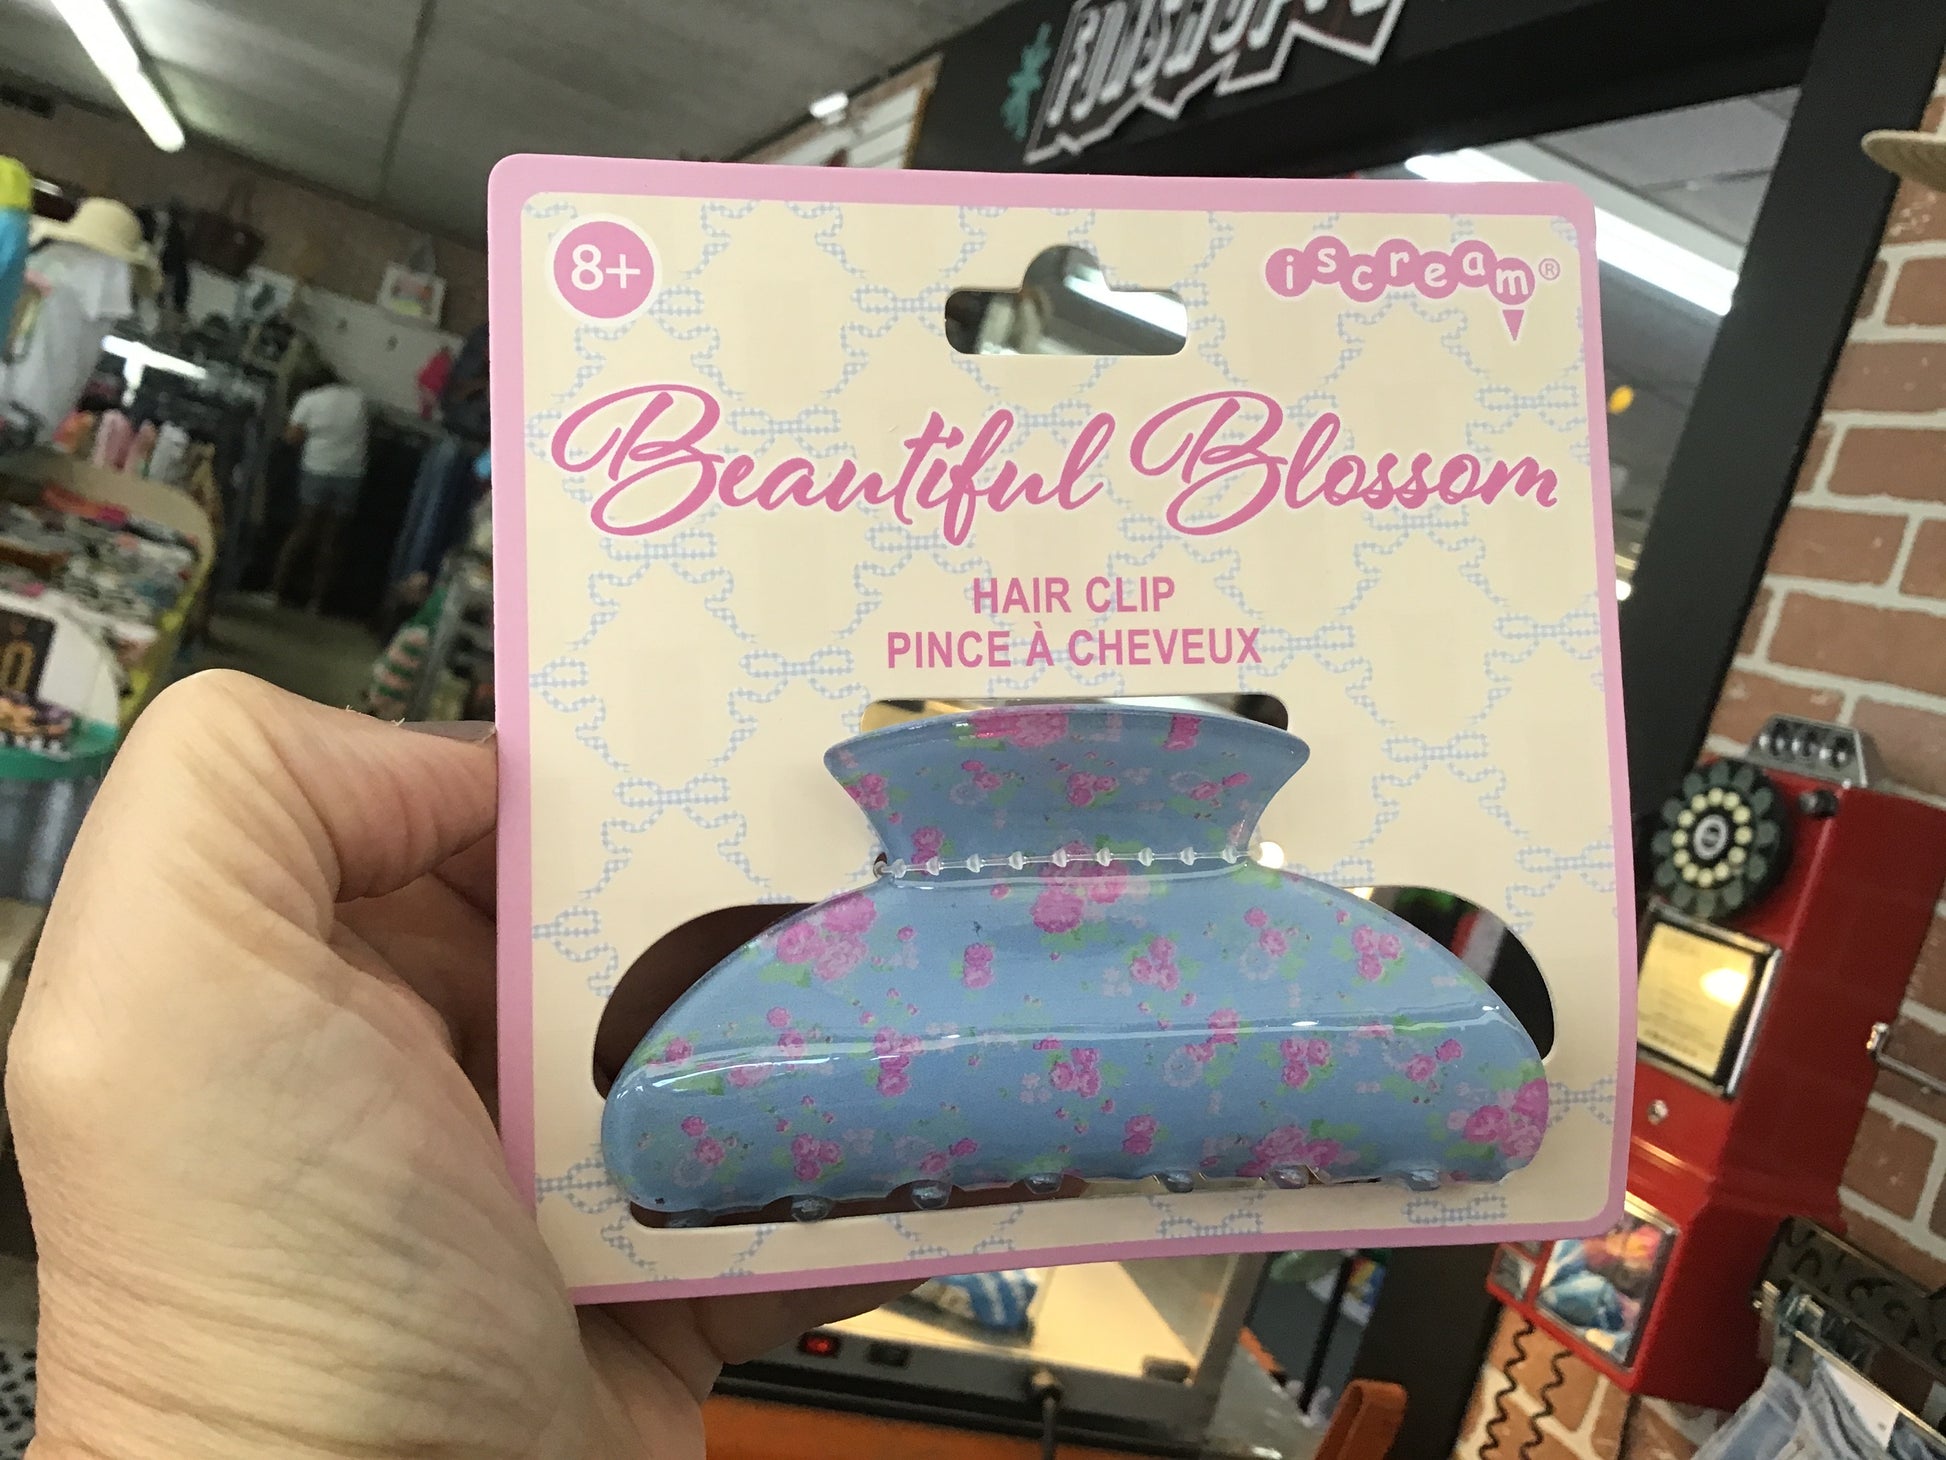 8+
iscream®
Beautiful Blossom
HAIR CLIP
PINCE À CHEVEUX